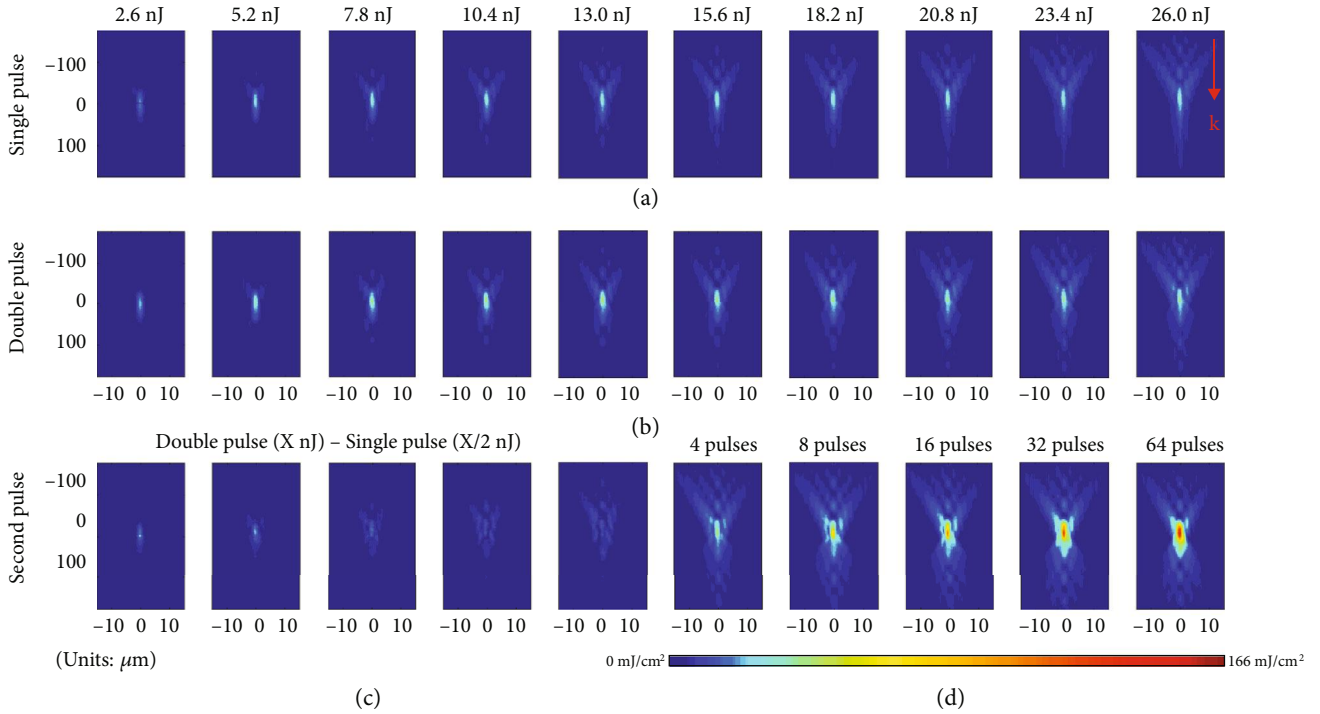 2.6 nJ 5.2 nJ 7.8 nJ 10.4 nJ 13.0 nJ 15.6 nJ 18.2 nJ 20.8 nJ 23.4 nJ 26.0 nJ
Single pulse
–100
0
100
k
(a)
Double pulse
–100
0
100
–10 0 10 –10 0 10 –10 0 10 –10 0 10 –10 0 10 –10 0 10 –10 0 10 –10 0 10 –10 0 10 –10 0 10
(b)
Double pulse (X nJ) – Single pulse (X/2 nJ)
4 pulses 8 pulses 16 pulses 32 pulses 64 pulses
Second pulse
–100
0
100
–10 0 10 –10 0 10 –10 0 10 –10 0 10 –10 0 10 –10 0 10 –10 0 10 –10 0 10 –10 0 10 –10 0 10
(Units: μm)
0 mJ/cm² 166 mJ/cm²
(c) (d)